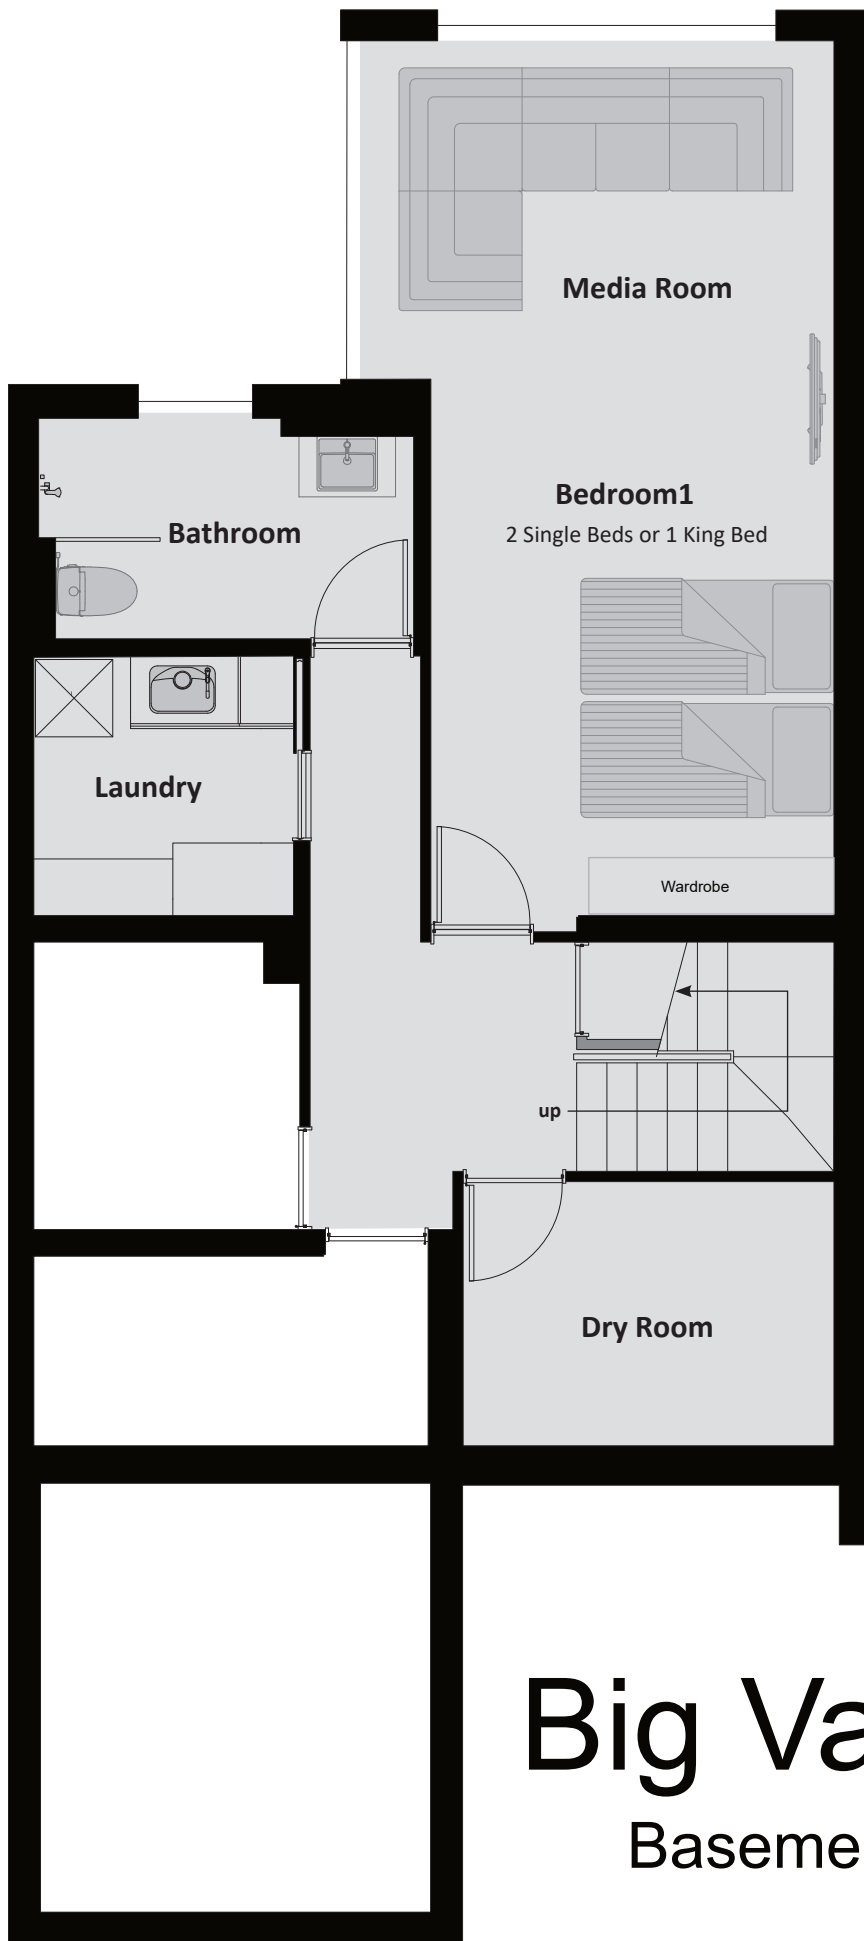 Media Room
Bedroom1
2 Single Beds or 1 King Bed
Bathroom
Laundry
Wardrobe
up
Dry Room
Big Va
Baseme